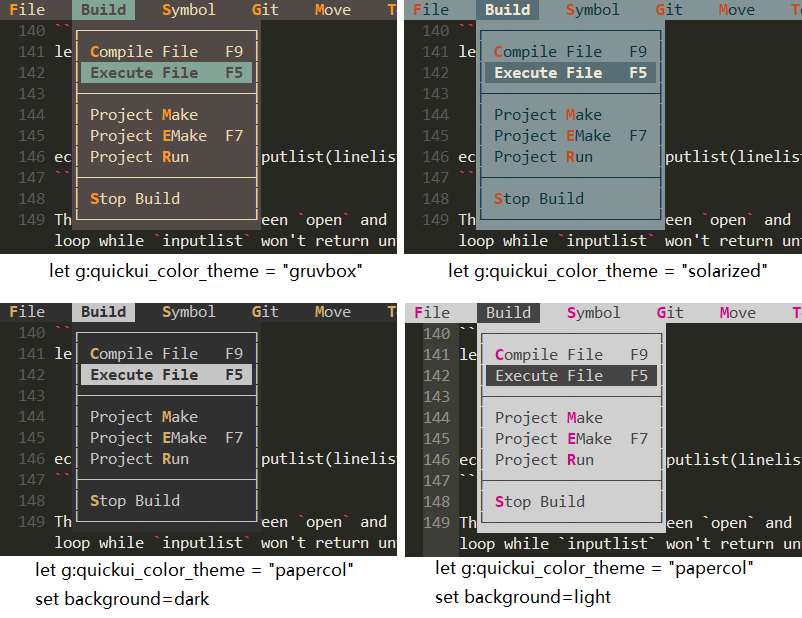 File Build Symbol Git Move T
140 ``
141 le Compile File F9
142 Execute File F5
143
144 Project Make
145 Project EMake F7
146 ec Project Run putlist(linelis
147 ``
148 Stop Build
149 Th een `open` and
loop while `inputlist` won't return un
let g:quickui_color_theme = "gruvbox"
File Build Symbol Git Move T
140 ``
141 le Compile File F9
142 Execute File F5
143
144 Project Make
145 Project EMake F7
146 ec Project Run putlist(linelis
147 ``
148 Stop Build
149 Th een `open` and
loop while `inputlist` won't return un
let g:quickui_color_theme = "solarized"
File Build Symbol Git Move T
140 ``
141 le Compile File F9
142 Execute File F5
143
144 Project Make
145 Project EMake F7
146 ec Project Run putlist(linelis
147 ``
148 Stop Build
149 Th een `open` and
loop while `inputlist` won't return un
let g:quickui_color_theme = "papercol"
set background=dark
File Build Symbol Git Move T
140 ``
141 le Compile File F9
142 Execute File F5
143
144 Project Make
145 Project EMake F7
146 ec Project Run putlist(linelis
147 ``
148 Stop Build
149 Th een `open` and
loop while `inputlist` won't return un
let g:quickui_color_theme = "papercol"
set background=light